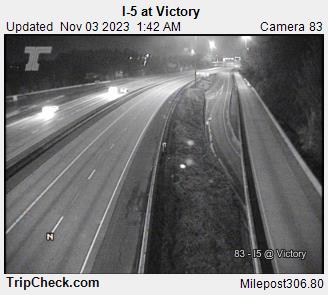 I-5 at Victory
Updated Nov 03 2023 1:42 AM Camera 83
T
N
83 - I5 @ Victory
TripCheck.com Milepost306.80